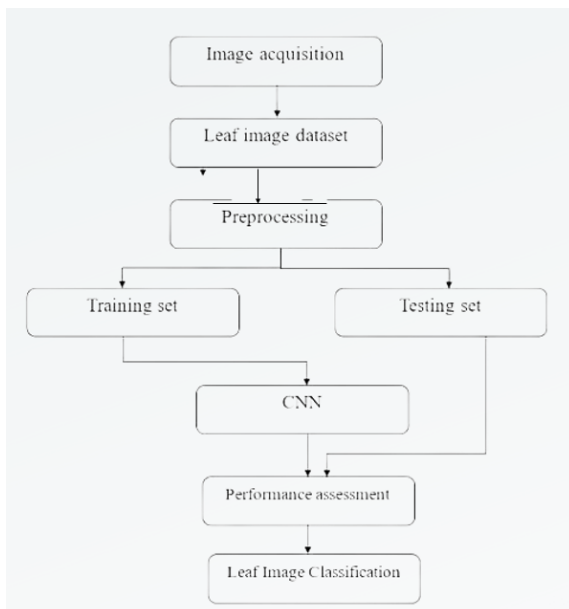 Image acquisition
Leaf image dataset
Preprocessing
Training set
Testing set
CNN
Performance assessment
Leaf Image Classification